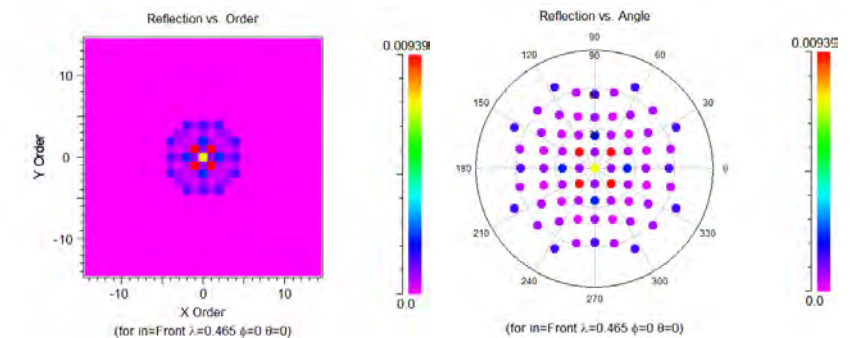 Reflection vs. Order
10
0
-10
Y Order
-10 0 10
X Order
(for in=Front λ=0.465 ϕ=0 θ=0)
0.0
Reflection vs. Angle
90
90
120 60
150 30
180 0
210 330
240 300
270
(for in=Front λ=0.465 ϕ=0 θ=0)
0.00939
0.0